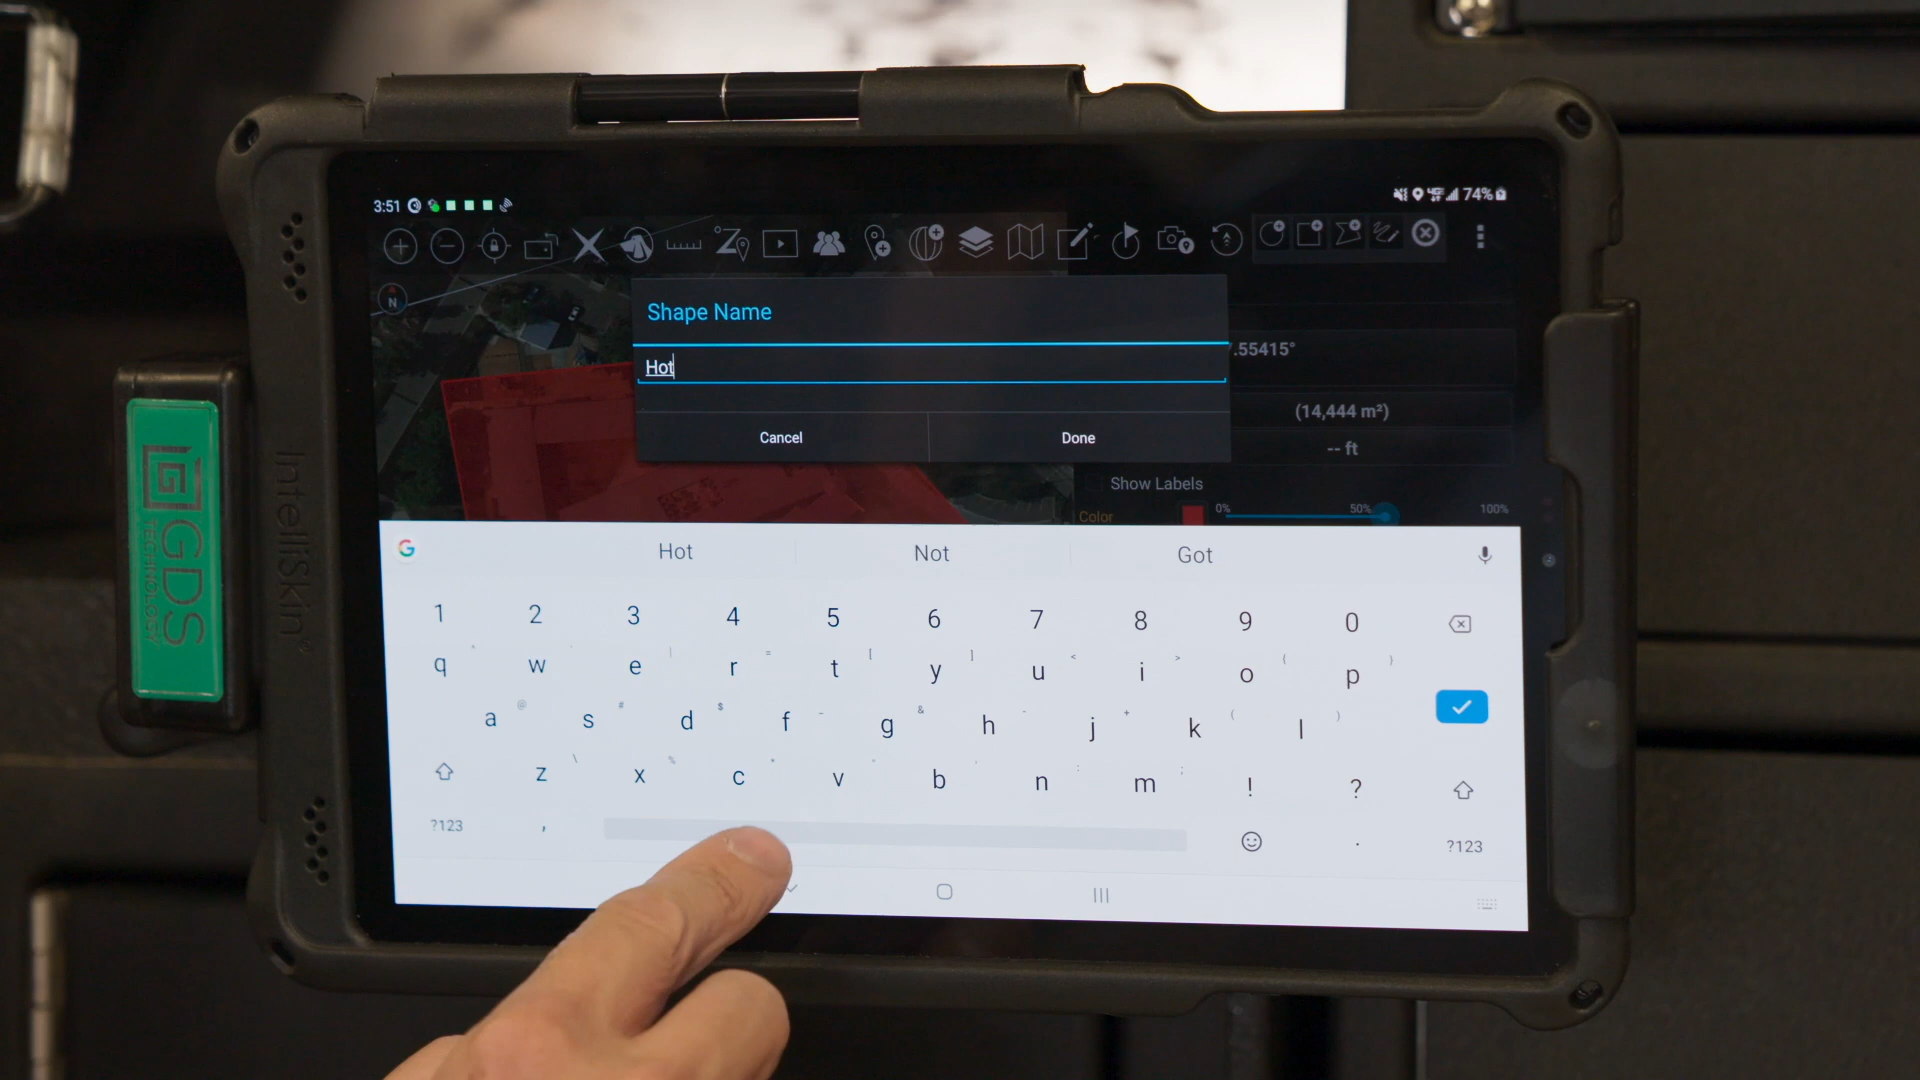 3:51
74%
N
Shape Name
Hot
Cancel
Done
.55415°
(14,444 m²)
-- ft
Show Labels
Color
0%
50%
100%
G
Hot
Not
Got
1 2 3 4 5 6 7 8 9 0
q w e r t y u i o p
a s d f g h j k l
z x c v b n m ! ?
?123 , . ?123
GDS
TECHNOLOGY
IntelliSkin®